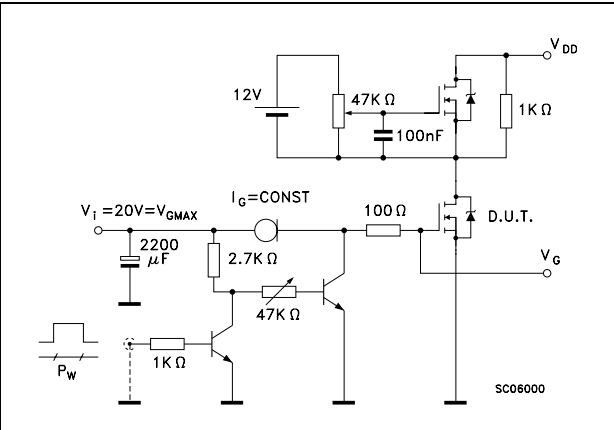 V DD
12V
47K Ω
1K Ω
100nF
I G =CONST
V i =20V=V GMAX
100 Ω
D.U.T.
2200
μF
2.7K Ω
V G
47K Ω
1K Ω
P W
SC06000